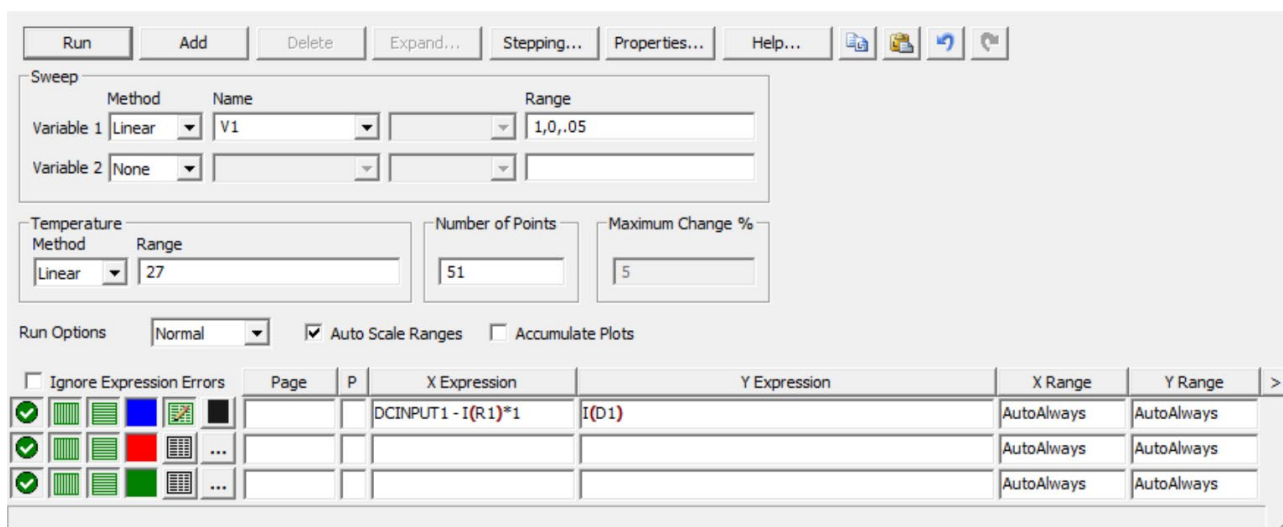 Run Add Delete Expand... Stepping... Properties... Help...
Sweep
Method Name Range
Variable 1 Linear V1 1,0,.05
Variable 2 None
Temperature Number of Points Maximum Change %
Method Range
Linear 27 51 5
Run Options Normal Auto Scale Ranges Accumulate Plots
Ignore Expression Errors Page P X Expression Y Expression X Range Y Range >
DCINPUT1 - I(R1)*1 I(D1) AutoAlways AutoAlways
... AutoAlways AutoAlways
... AutoAlways AutoAlways